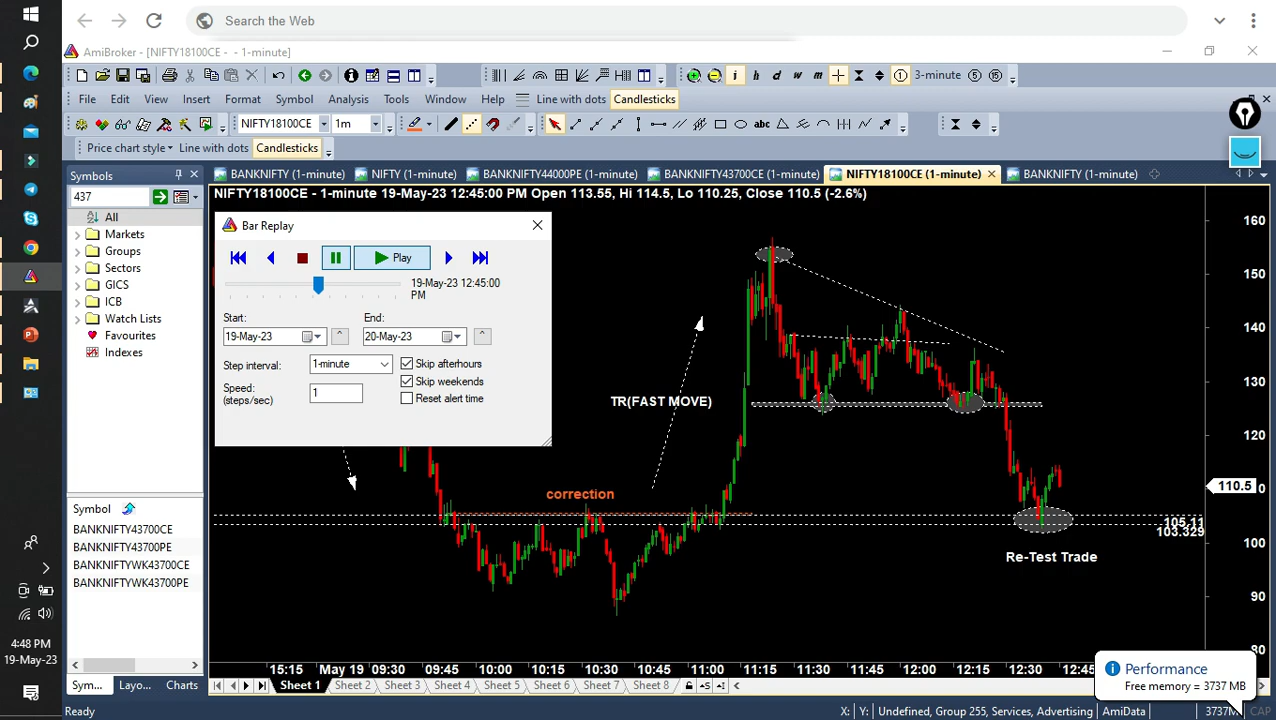 Search the Web
AmiBroker - [NIFTY18100CE - - 1-minute]
3-minute
File Edit View Insert Format Symbol Analysis Tools Window Help Line with dots Candlesticks
NIFTY18100CE 1m abc
Price chart style Line with dots Candlesticks
Symbols
437
All
Markets
Groups
Sectors
GICS
ICB
Watch Lists
Favourites
Indexes
Symbol
BANKNIFTY43700CE
BANKNIFTY43700PE
BANKNIFTYWK43700CE
BANKNIFTYWK43700PE
Sym... Layo... Charts
BANKNIFTY (1-minute) NIFTY (1-minute) BANKNIFTY44000PE (1-minute) BANKNIFTY43700CE (1-minute) NIFTY18100CE (1-minute) BANKNIFTY (1-minute)
NIFTY18100CE - 1-minute 19-May-23 12:45:00 PM Open 113.55, Hi 114.5, Lo 110.25, Close 110.5 (-2.6%)
Bar Replay
Play
19-May-23 12:45:00
PM
Start: End:
19-May-23 20-May-23
Step interval: 1-minute Skip afterhours
Skip weekends
Speed:
(steps/sec) 1 Reset alert time
TR(FAST MOVE)
correction
Re-Test Trade
160
150
140
130
120
110.5
105.11
103.329
100
90
80
15:15 May 19 09:30 09:45 10:00 10:15 10:30 10:45 11:00 11:15 11:30 11:45 12:00 12:15 12:30 12:45
Sheet 1 Sheet 2 Sheet 3 Sheet 4 Sheet 5 Sheet 6 Sheet 7 Sheet 8
Performance
Free memory = 3737 MB
Ready X: Y: Undefined, Group 255, Services, Advertising AmiData CAP
4:48 PM
19-May-23